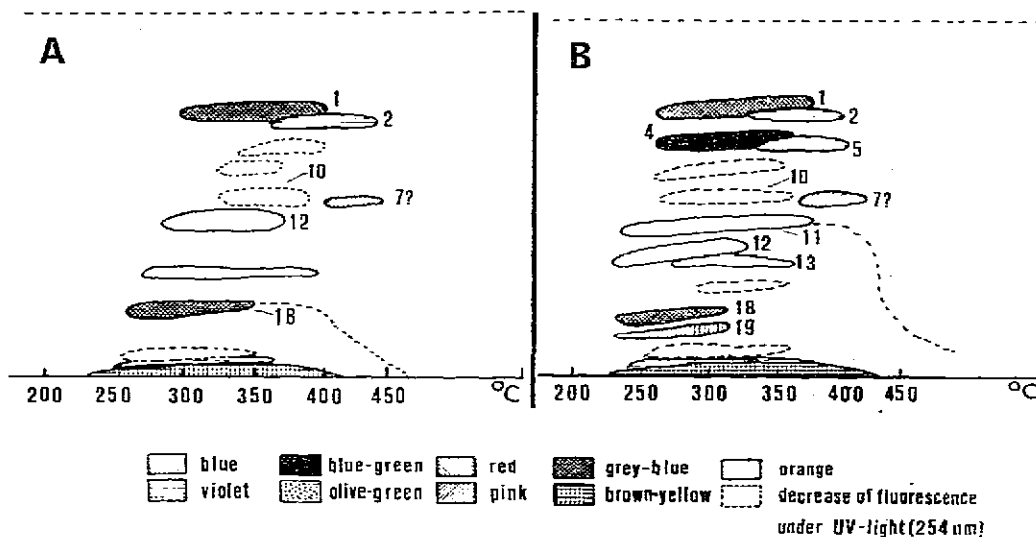 A
1
2
10
7?
12
18
200 250 300 350 400 450 °C
B
1
2
4
5
10
7?
11
12
13
18
19
200 250 300 350 400 450 °C
blue blue-green red grey-blue orange
violet olive-green pink brown-yellow decrease of fluorescence
under UV-light (254 nm)